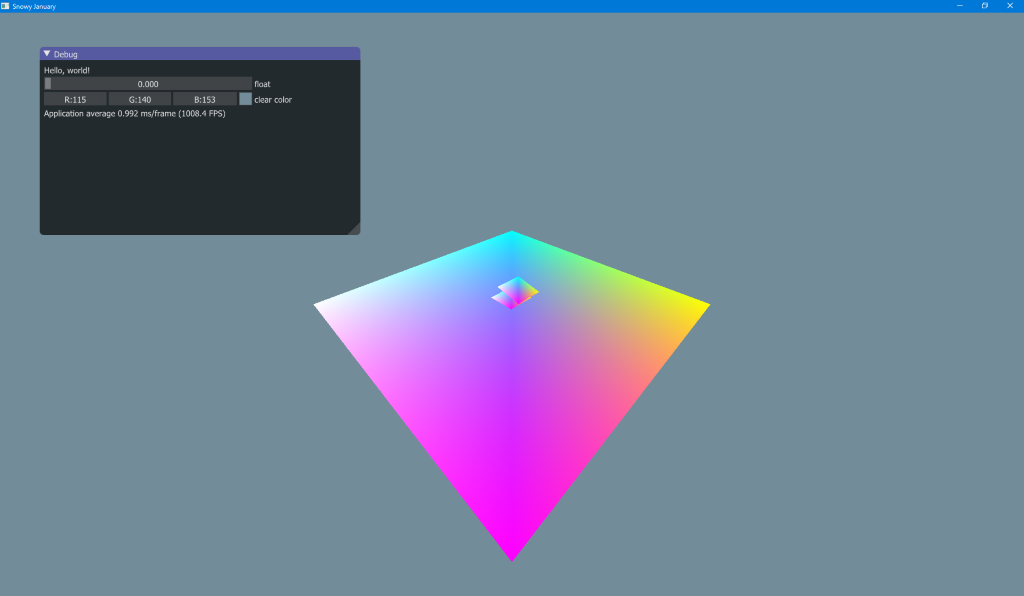 Snowy January
Debug
Hello, world!
0.000 float
R:115 G:140 B:153 clear color
Application average 0.992 ms/frame (1008.4 FPS)